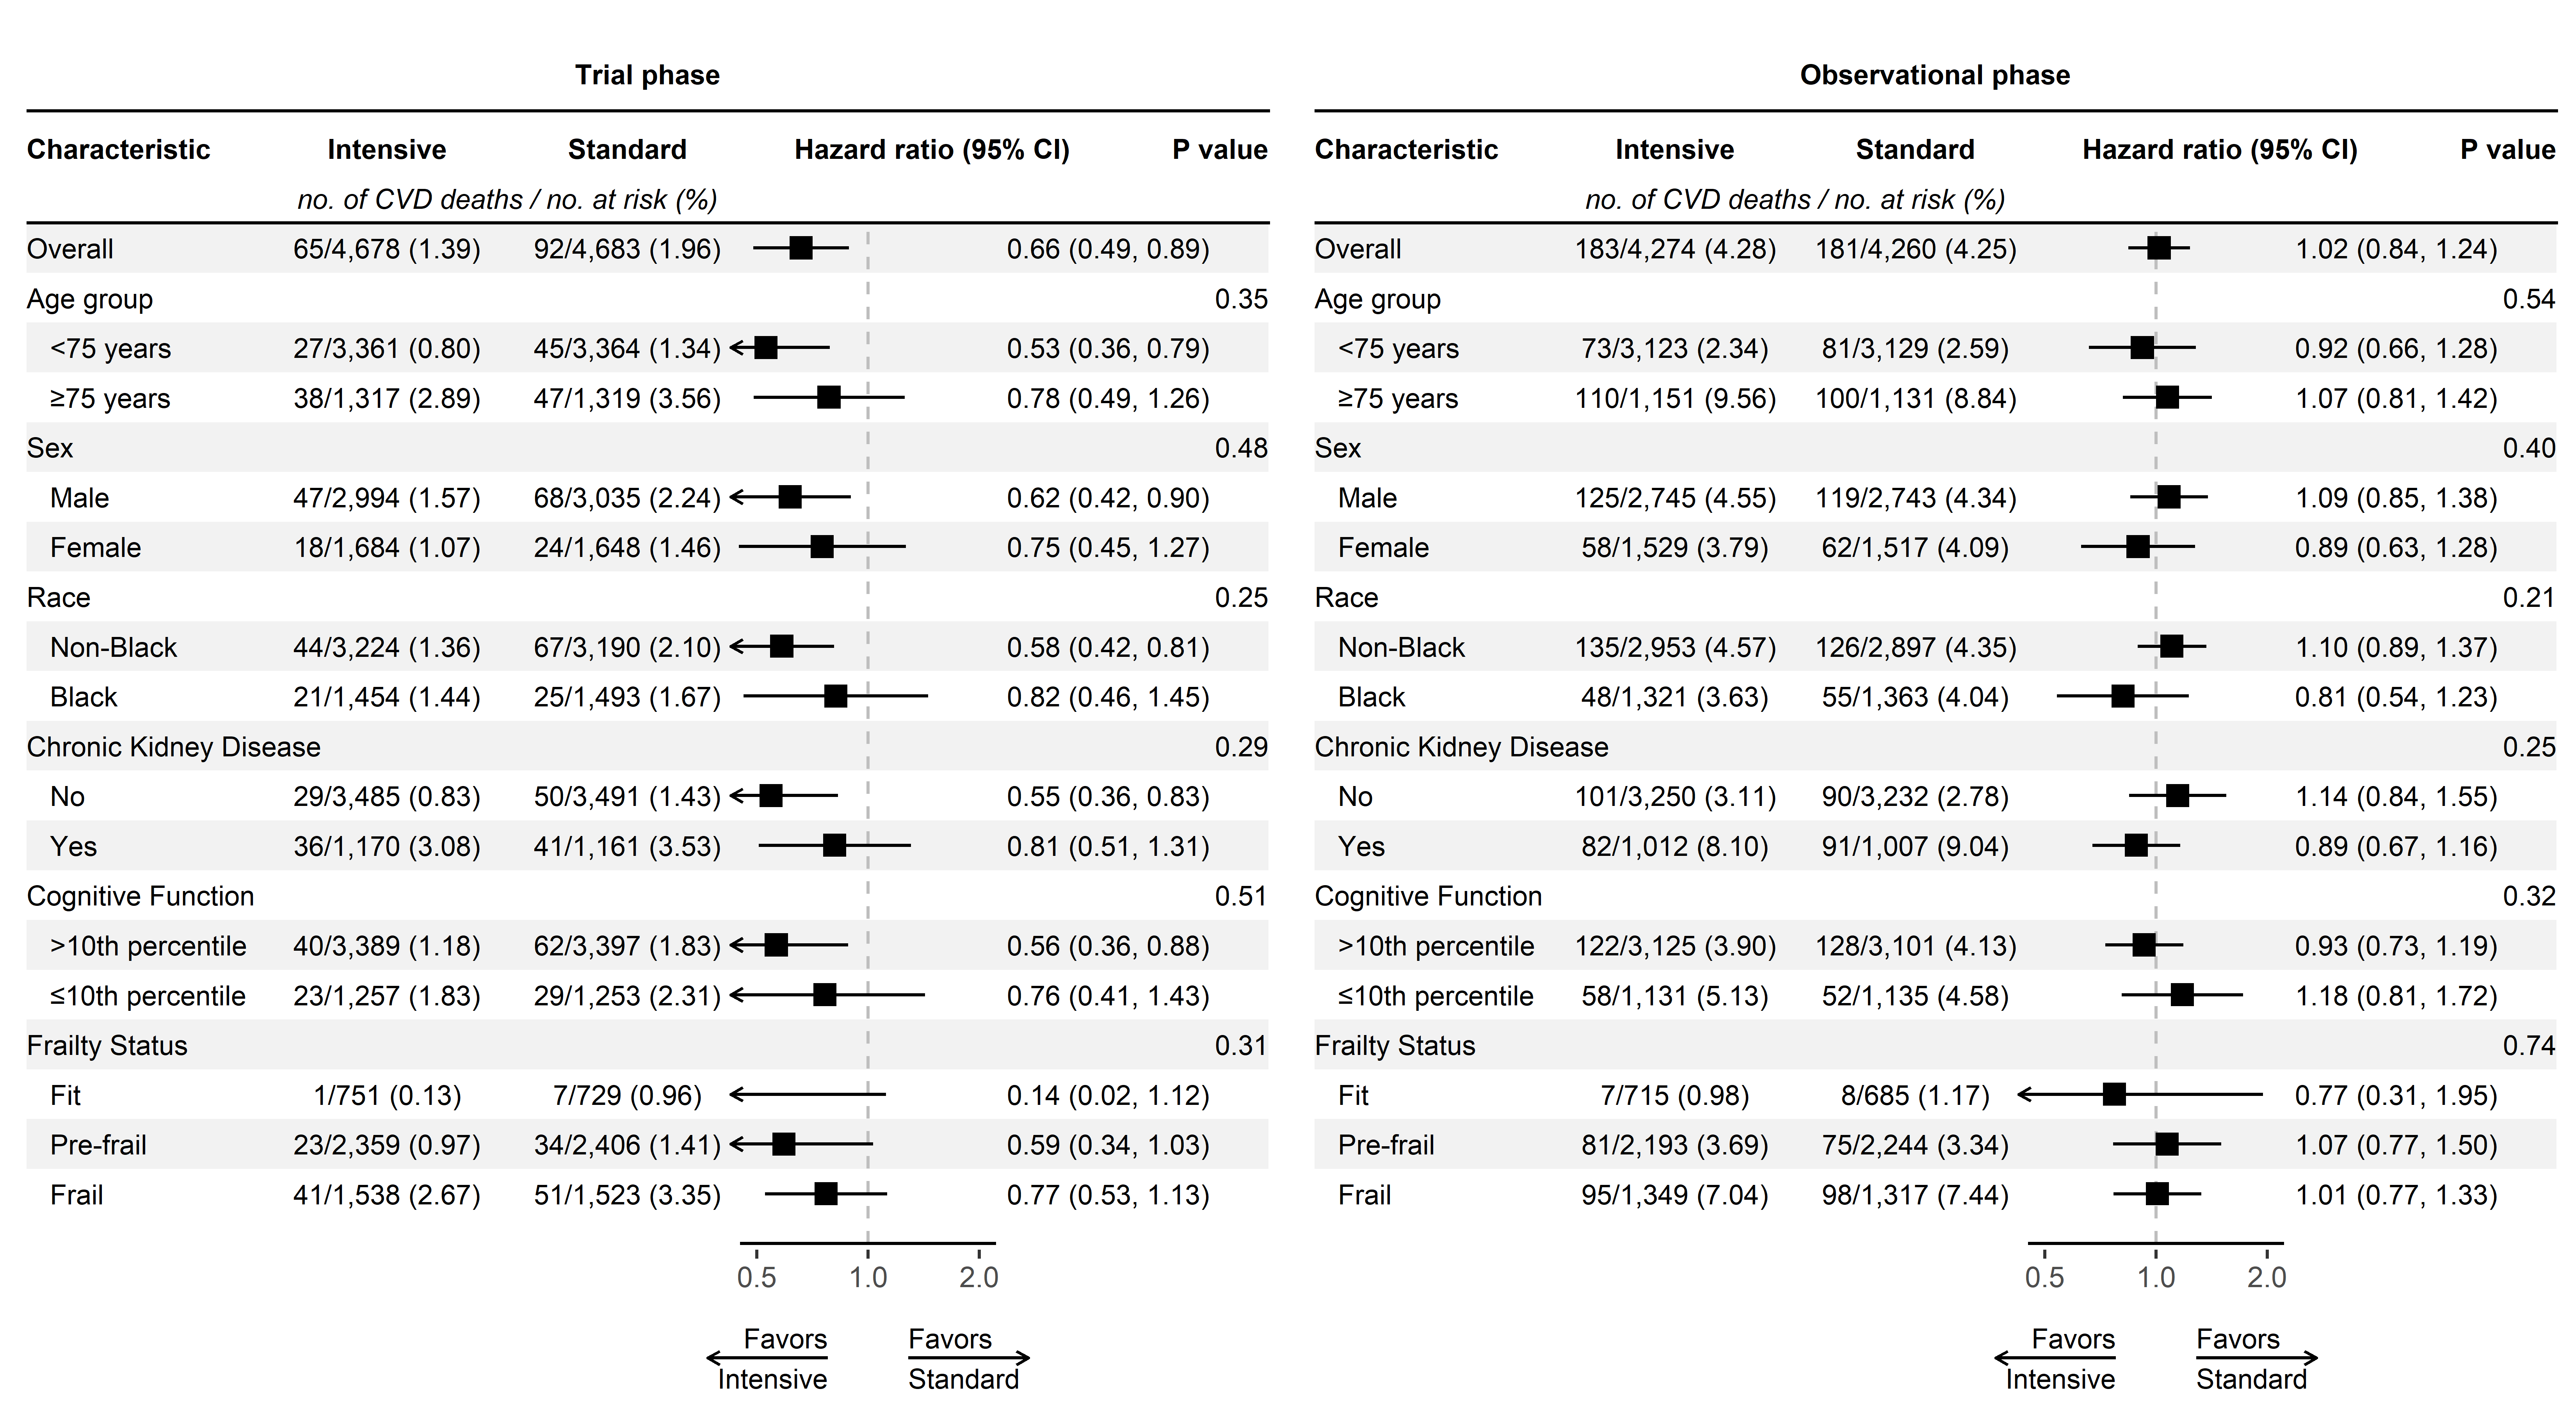 Trial phase
Characteristic Intensive Standard Hazard ratio (95% CI) P value
no. of CVD deaths / no. at risk (%)
Overall 65/4,678 (1.39) 92/4,683 (1.96) 0.66 (0.49, 0.89)
Age group 0.35
<75 years 27/3,361 (0.80) 45/3,364 (1.34) 0.53 (0.36, 0.79)
≥75 years 38/1,317 (2.89) 47/1,319 (3.56) 0.78 (0.49, 1.26)
Sex 0.48
Male 47/2,994 (1.57) 68/3,035 (2.24) 0.62 (0.42, 0.90)
Female 18/1,684 (1.07) 24/1,648 (1.46) 0.75 (0.45, 1.27)
Race 0.25
Non-Black 44/3,224 (1.36) 67/3,190 (2.10) 0.58 (0.42, 0.81)
Black 21/1,454 (1.44) 25/1,493 (1.67) 0.82 (0.46, 1.45)
Chronic Kidney Disease 0.29
No 29/3,485 (0.83) 50/3,491 (1.43) 0.55 (0.36, 0.83)
Yes 36/1,170 (3.08) 41/1,161 (3.53) 0.81 (0.51, 1.31)
Cognitive Function 0.51
>10th percentile 40/3,389 (1.18) 62/3,397 (1.83) 0.56 (0.36, 0.88)
≤10th percentile 23/1,257 (1.83) 29/1,253 (2.31) 0.76 (0.41, 1.43)
Frailty Status 0.31
Fit 1/751 (0.13) 7/729 (0.96) 0.14 (0.02, 1.12)
Pre-frail 23/2,359 (0.97) 34/2,406 (1.41) 0.59 (0.34, 1.03)
Frail 41/1,538 (2.67) 51/1,523 (3.35) 0.77 (0.53, 1.13)
0.5 1.0 2.0
Favors Favors
Intensive Standard
Observational phase
Characteristic Intensive Standard Hazard ratio (95% CI) P value
no. of CVD deaths / no. at risk (%)
Overall 183/4,274 (4.28) 181/4,260 (4.25) 1.02 (0.84, 1.24)
Age group 0.54
<75 years 73/3,123 (2.34) 81/3,129 (2.59) 0.92 (0.66, 1.28)
≥75 years 110/1,151 (9.56) 100/1,131 (8.84) 1.07 (0.81, 1.42)
Sex 0.40
Male 125/2,745 (4.55) 119/2,743 (4.34) 1.09 (0.85, 1.38)
Female 58/1,529 (3.79) 62/1,517 (4.09) 0.89 (0.63, 1.28)
Race 0.21
Non-Black 135/2,953 (4.57) 126/2,897 (4.35) 1.10 (0.89, 1.37)
Black 48/1,321 (3.63) 55/1,363 (4.04) 0.81 (0.54, 1.23)
Chronic Kidney Disease 0.25
No 101/3,250 (3.11) 90/3,232 (2.78) 1.14 (0.84, 1.55)
Yes 82/1,012 (8.10) 91/1,007 (9.04) 0.89 (0.67, 1.16)
Cognitive Function 0.32
>10th percentile 122/3,125 (3.90) 128/3,101 (4.13) 0.93 (0.73, 1.19)
≤10th percentile 58/1,131 (5.13) 52/1,135 (4.58) 1.18 (0.81, 1.72)
Frailty Status 0.74
Fit 7/715 (0.98) 8/685 (1.17) 0.77 (0.31, 1.95)
Pre-frail 81/2,193 (3.69) 75/2,244 (3.34) 1.07 (0.77, 1.50)
Frail 95/1,349 (7.04) 98/1,317 (7.44) 1.01 (0.77, 1.33)
0.5 1.0 2.0
Favors Favors
Intensive Standard